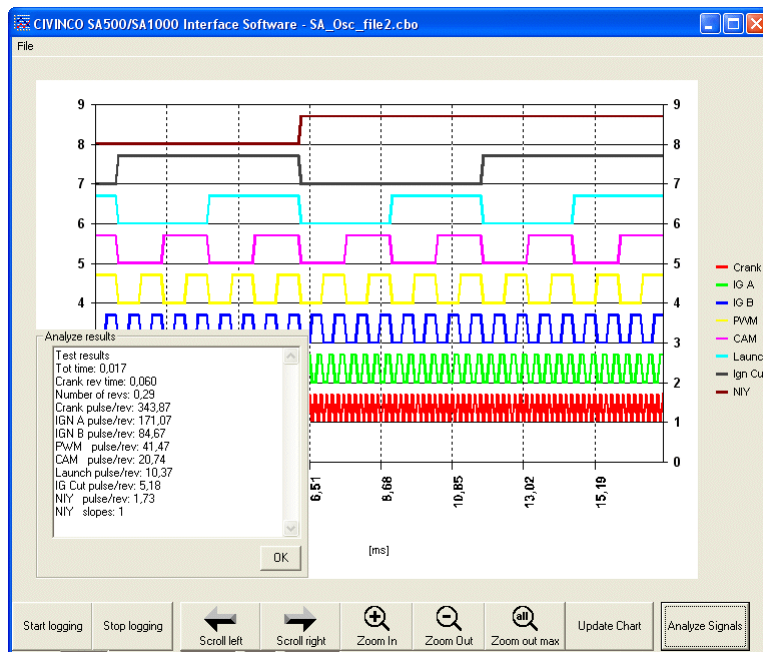 CIVINCO SA500/SA1000 Interface Software - SA_Osc_file2.cbo
File
9 9
8 8
7 7
6 6
5 5
4 4
3
2
1
0
Crank
IG A
IG B
PWM
CAM
Launc
Ign Cu
NIY
6,51 8,68 10,85 13,02 15,19
[ms]
Analyze results
Test results
Tot time: 0,017
Crank rev time: 0,060
Number of revs: 0,29
Crank pulse/rev: 343,87
IGN A pulse/rev: 171,07
IGN B pulse/rev: 84,67
PWM pulse/rev: 41,47
CAM pulse/rev: 20,74
Launch pulse/rev: 10,37
IG Cut pulse/rev: 5,18
NIY pulse/rev: 1,73
NIY slopes: 1
OK
Start logging Stop logging Scroll left Scroll right Zoom In Zoom Out all Zoom out max Update Chart Analyze Signals